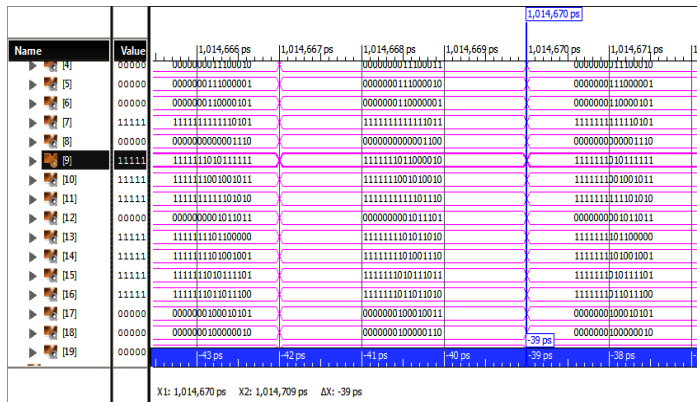 1,014,670 ps
Name Value 1,014,666 ps 1,014,667 ps 1,014,668 ps 1,014,669 ps 1,014,670 ps 1,014,671 ps
[4] 00000 0000000011100010 0000000011100011 0000000011100010
[5] 00000 0000000111000001 0000000111000010 0000000111000001
[6] 00000 0000000110000101 0000000110000001 0000000110000101
[7] 11111 1111111111110101 1111111111111011 1111111111110101
[8] 00000 0000000000001110 0000000000001100 0000000000001110
[9] 11111 1111111010111111 1111111011000010 1111111010111111
[10] 11111 1111111001001011 1111111001010010 1111111001001011
[11] 11111 1111111111101010 1111111111101110 1111111111101010
[12] 00000 0000000001011011 0000000001011101 0000000001011011
[13] 11111 1111111101100000 1111111101011010 1111111101100000
[14] 11111 1111111101001001 1111111101001110 1111111101001001
[15] 11111 1111111010111101 1111111010111011 1111111010111101
[16] 11111 1111111011011100 1111111011011010 1111111011011100
[17] 00000 0000000100010101 0000000100010011 0000000100010101
[18] 00000 0000000100000010 0000000100000110 0000000100000010
[19] 00000
-39 ps
-43 ps -42 ps -41 ps -40 ps -39 ps -38 ps
X1: 1,014,670 ps X2: 1,014,709 ps ΔX: -39 ps